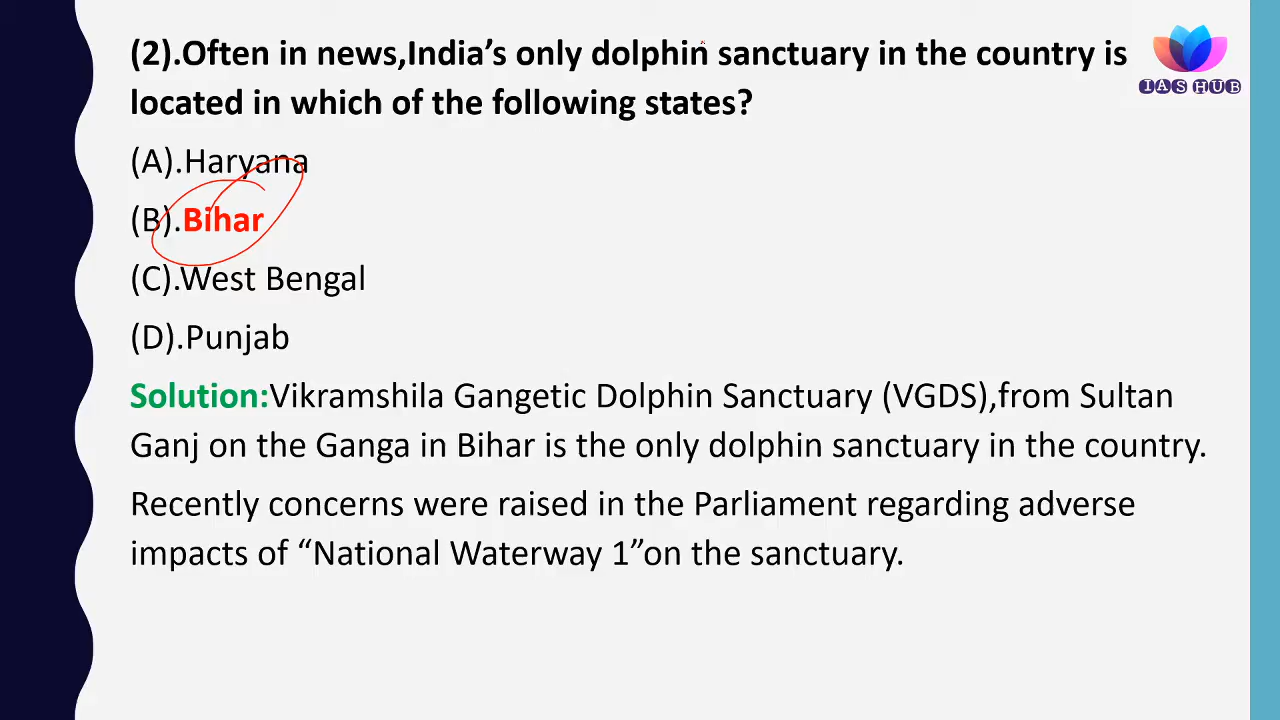 (2).Often in news,India’s only dolphin sanctuary in the country is
located in which of the following states?
(A).Haryana
(B).Bihar
(C).West Bengal
(D).Punjab
Solution:Vikramshila Gangetic Dolphin Sanctuary (VGDS),from Sultan
Ganj on the Ganga in Bihar is the only dolphin sanctuary in the country.
Recently concerns were raised in the Parliament regarding adverse
impacts of “National Waterway 1”on the sanctuary.
IAS HUB